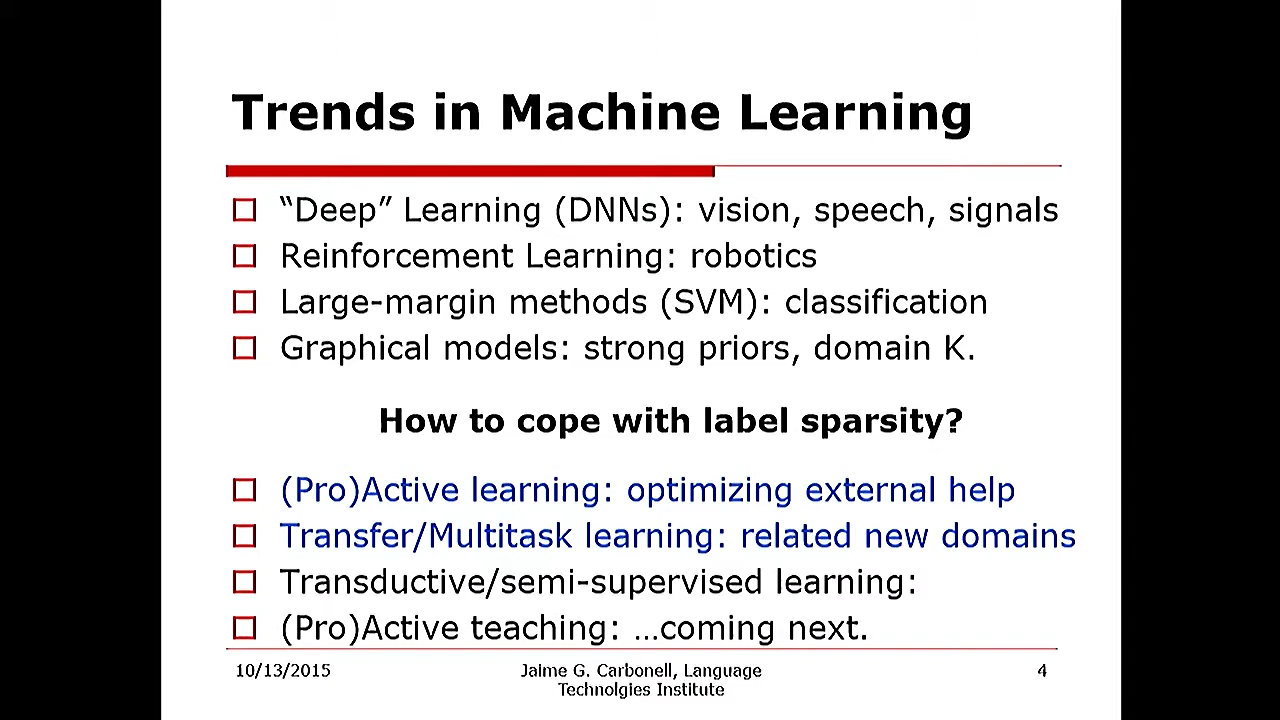 Trends in Machine Learning
“Deep” Learning (DNNs): vision, speech, signals
Reinforcement Learning: robotics
Large-margin methods (SVM): classification
Graphical models: strong priors, domain K.
How to cope with label sparsity?
(Pro)Active learning: optimizing external help
Transfer/Multitask learning: related new domains
Transductive/semi-supervised learning:
(Pro)Active teaching: …coming next.
10/13/2015
Jaime G. Carbonell, Language
Technolgies Institute
4